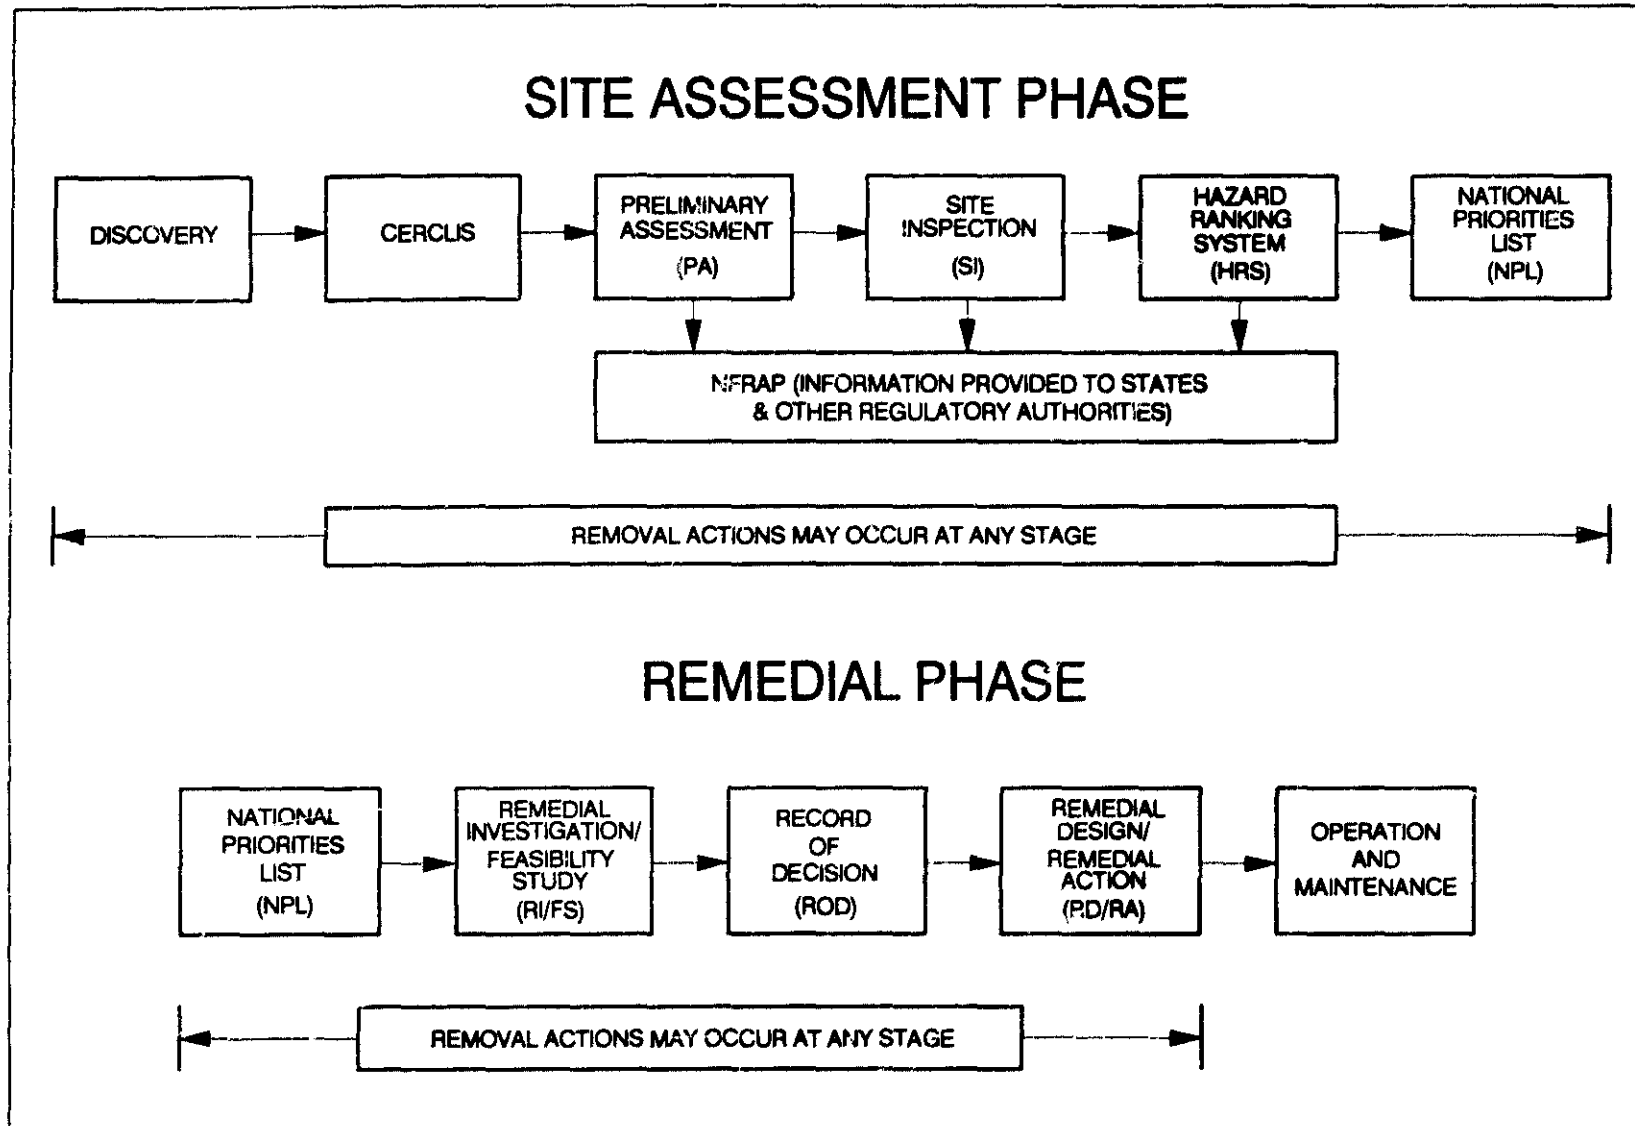 SITE ASSESSMENT PHASE
DISCOVERY
CERCLIS
PRELIMINARY
ASSESSMENT
(PA)
SITE
INSPECTION
(SI)
HAZARD
RANKING
SYSTEM
(HRS)
NATIONAL
PRIORITIES
LIST
(NPL)
NFRAP (INFORMATION PROVIDED TO STATES
& OTHER REGULATORY AUTHORITIES)
REMOVAL ACTIONS MAY OCCUR AT ANY STAGE
REMEDIAL PHASE
NATIONAL
PRIORITIES
LIST
(NPL)
REMEDIAL
INVESTIGATION/
FEASIBILITY
STUDY
(RI/FS)
RECORD
OF
DECISION
(ROD)
REMEDIAL
DESIGN/
REMEDIAL
ACTION
(RD/RA)
OPERATION
AND
MAINTENANCE
REMOVAL ACTIONS MAY OCCUR AT ANY STAGE